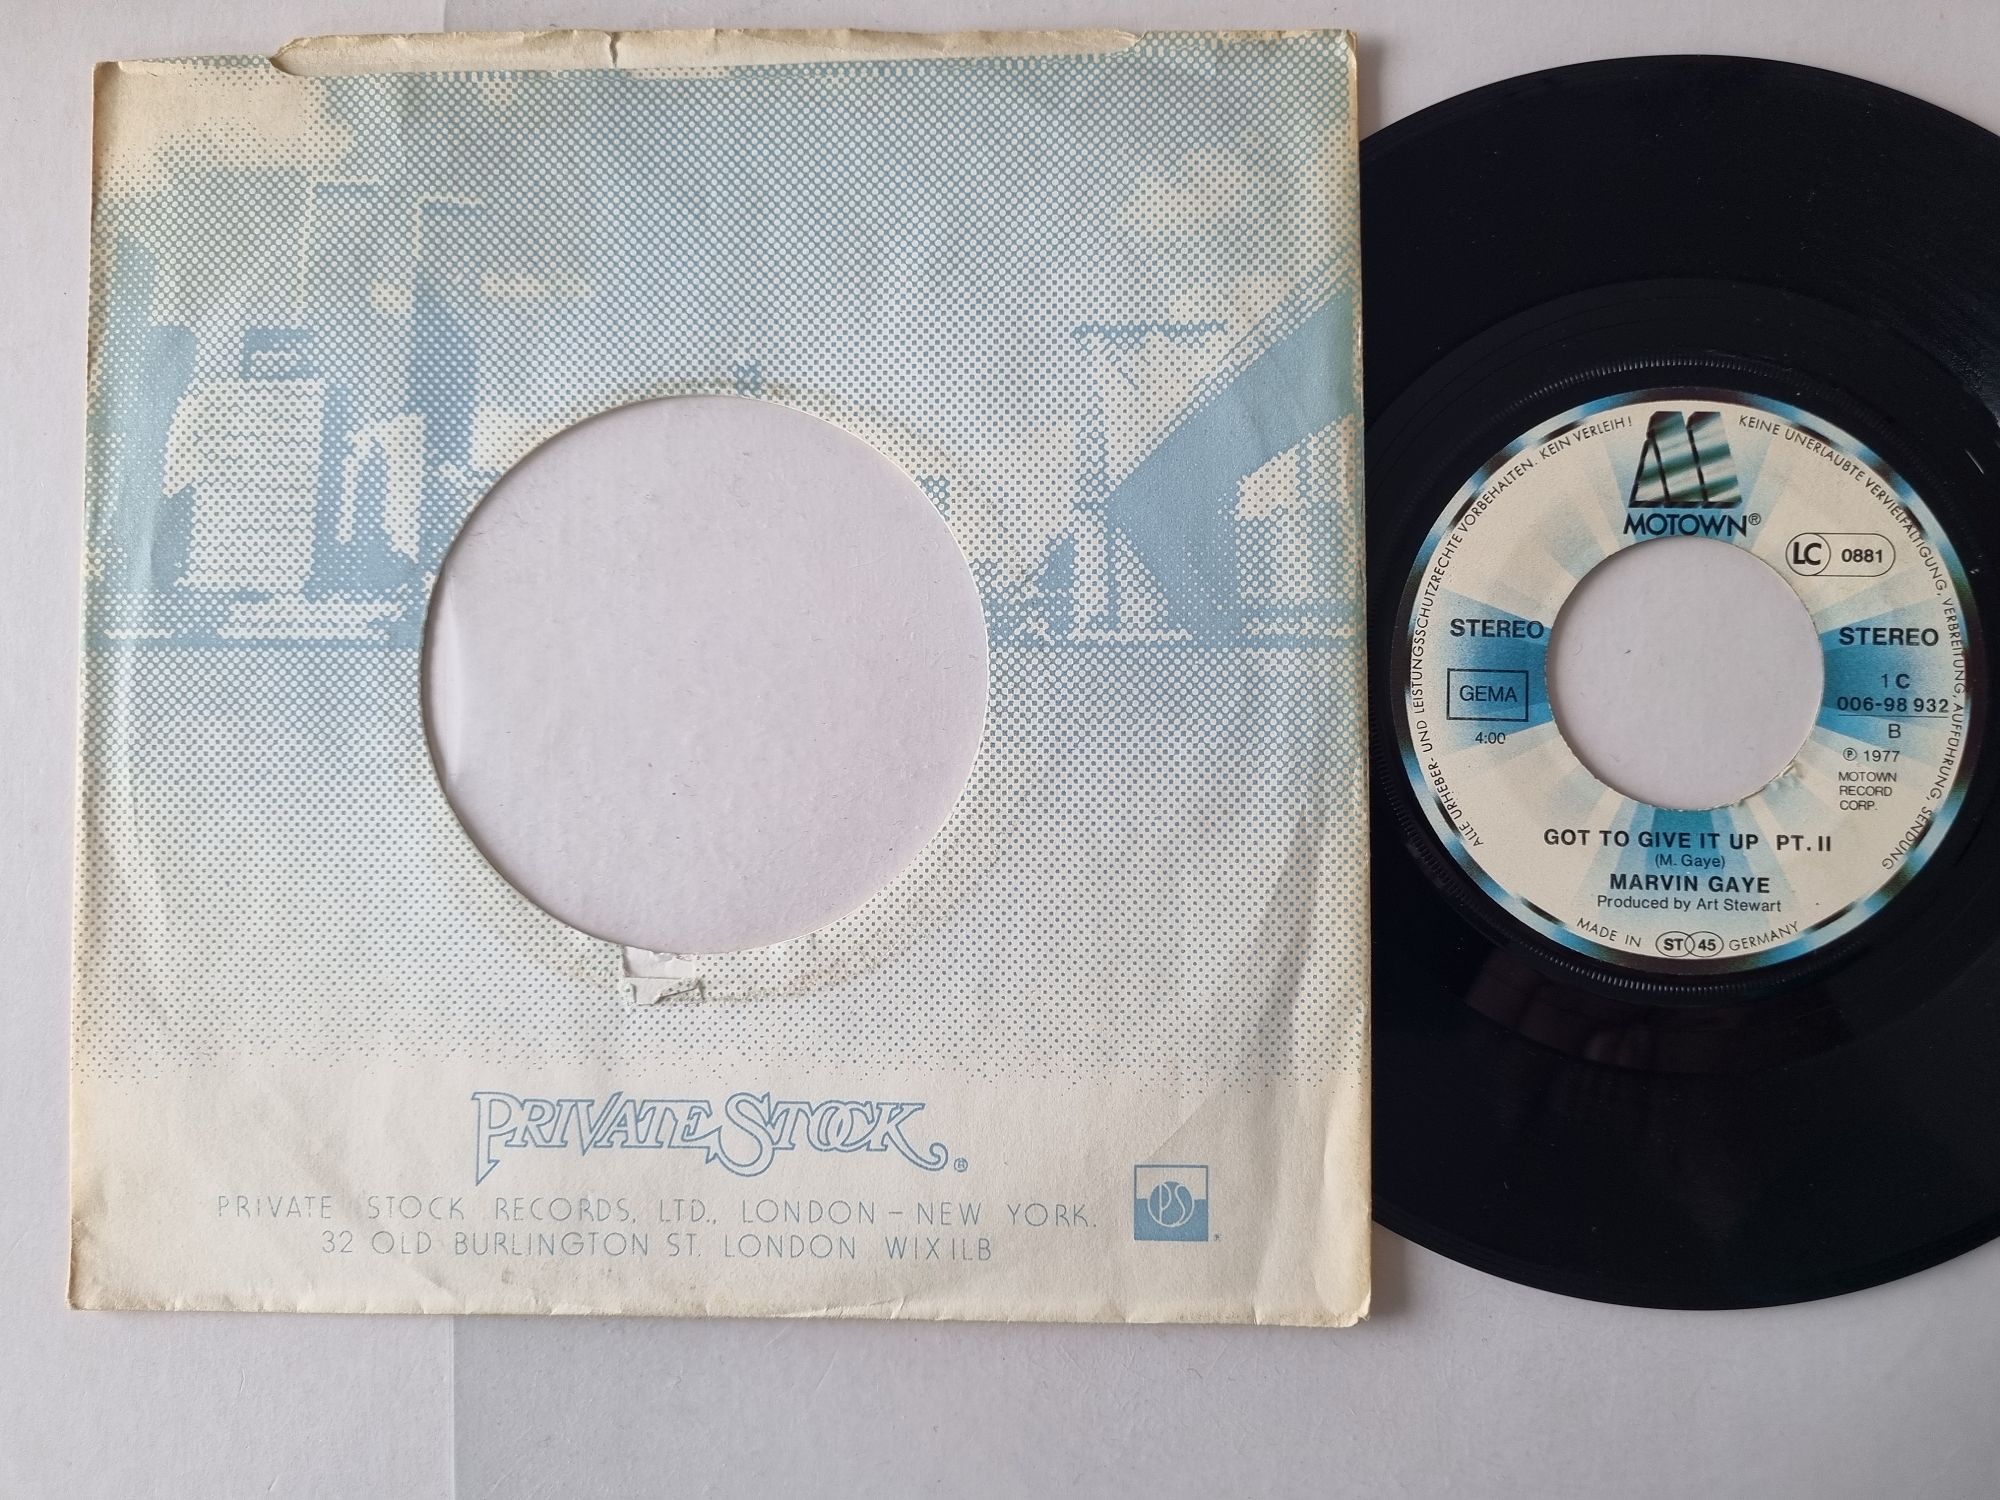 PRIVATE STOCK ®
PRIVATE STOCK RECORDS, LTD., LONDON – NEW YORK.
32 OLD BURLINGTON ST. LONDON WIXILB
PS
ALLE URHEBER- UND LEISTUNGSSCHUTZRECHTE VORBEHALTEN. KEIN VERLEIH! KEINE UNERLAUBTE VERVIELFÄLTIGUNG, VERBREITUNG, AUFFÜHRUNG, SENDUNG
MOTOWN®
LC 0881
STEREO
GEMA
4:00
STEREO
1 C
006-98 932
B
℗ 1977
MOTOWN
RECORD
CORP.
GOT TO GIVE IT UP PT. II
(M. Gaye)
MARVIN GAYE
Produced by Art Stewart
MADE IN ST 45 GERMANY